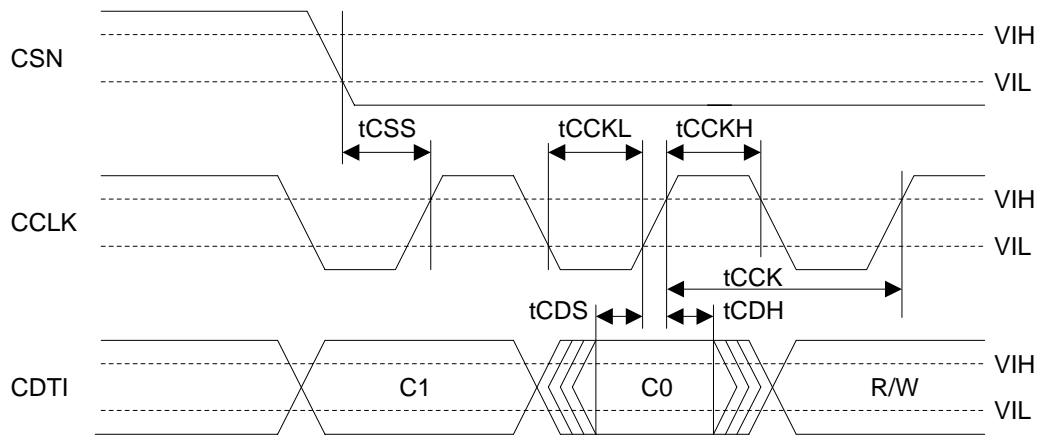 CSN
VIH
VIL
tCSS
tCCKL
tCCKH
CCLK
VIH
VIL
tCCK
tCDS
tCDH
CDTI
C1
C0
R/W
VIH
VIL